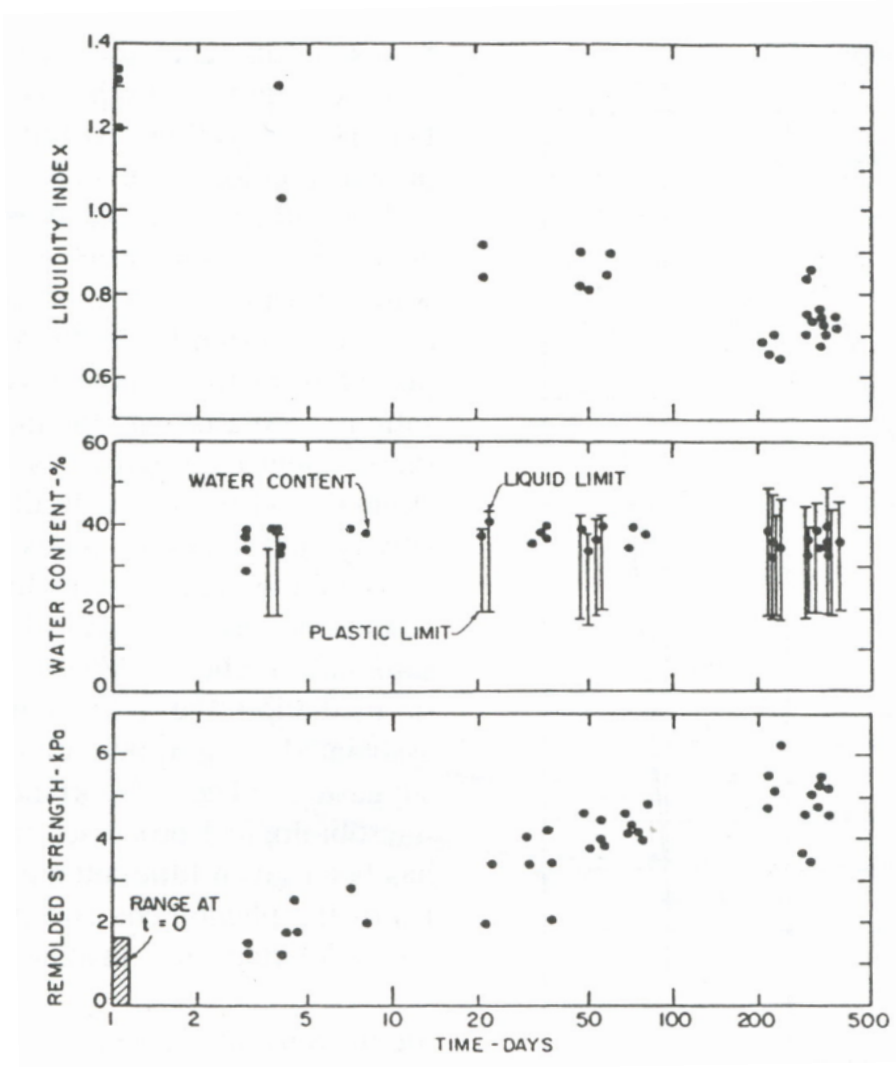 LIQUIDITY INDEX
1.4
1.2
1.0
0.8
0.6
WATER CONTENT-%
60
40
20
0
WATER CONTENT
LIQUID LIMIT
PLASTIC LIMIT
REMOLDED STRENGTH-kPa
6
4
2
0
RANGE AT
t = 0
1 2 5 10 20 50 100 200 500
TIME-DAYS